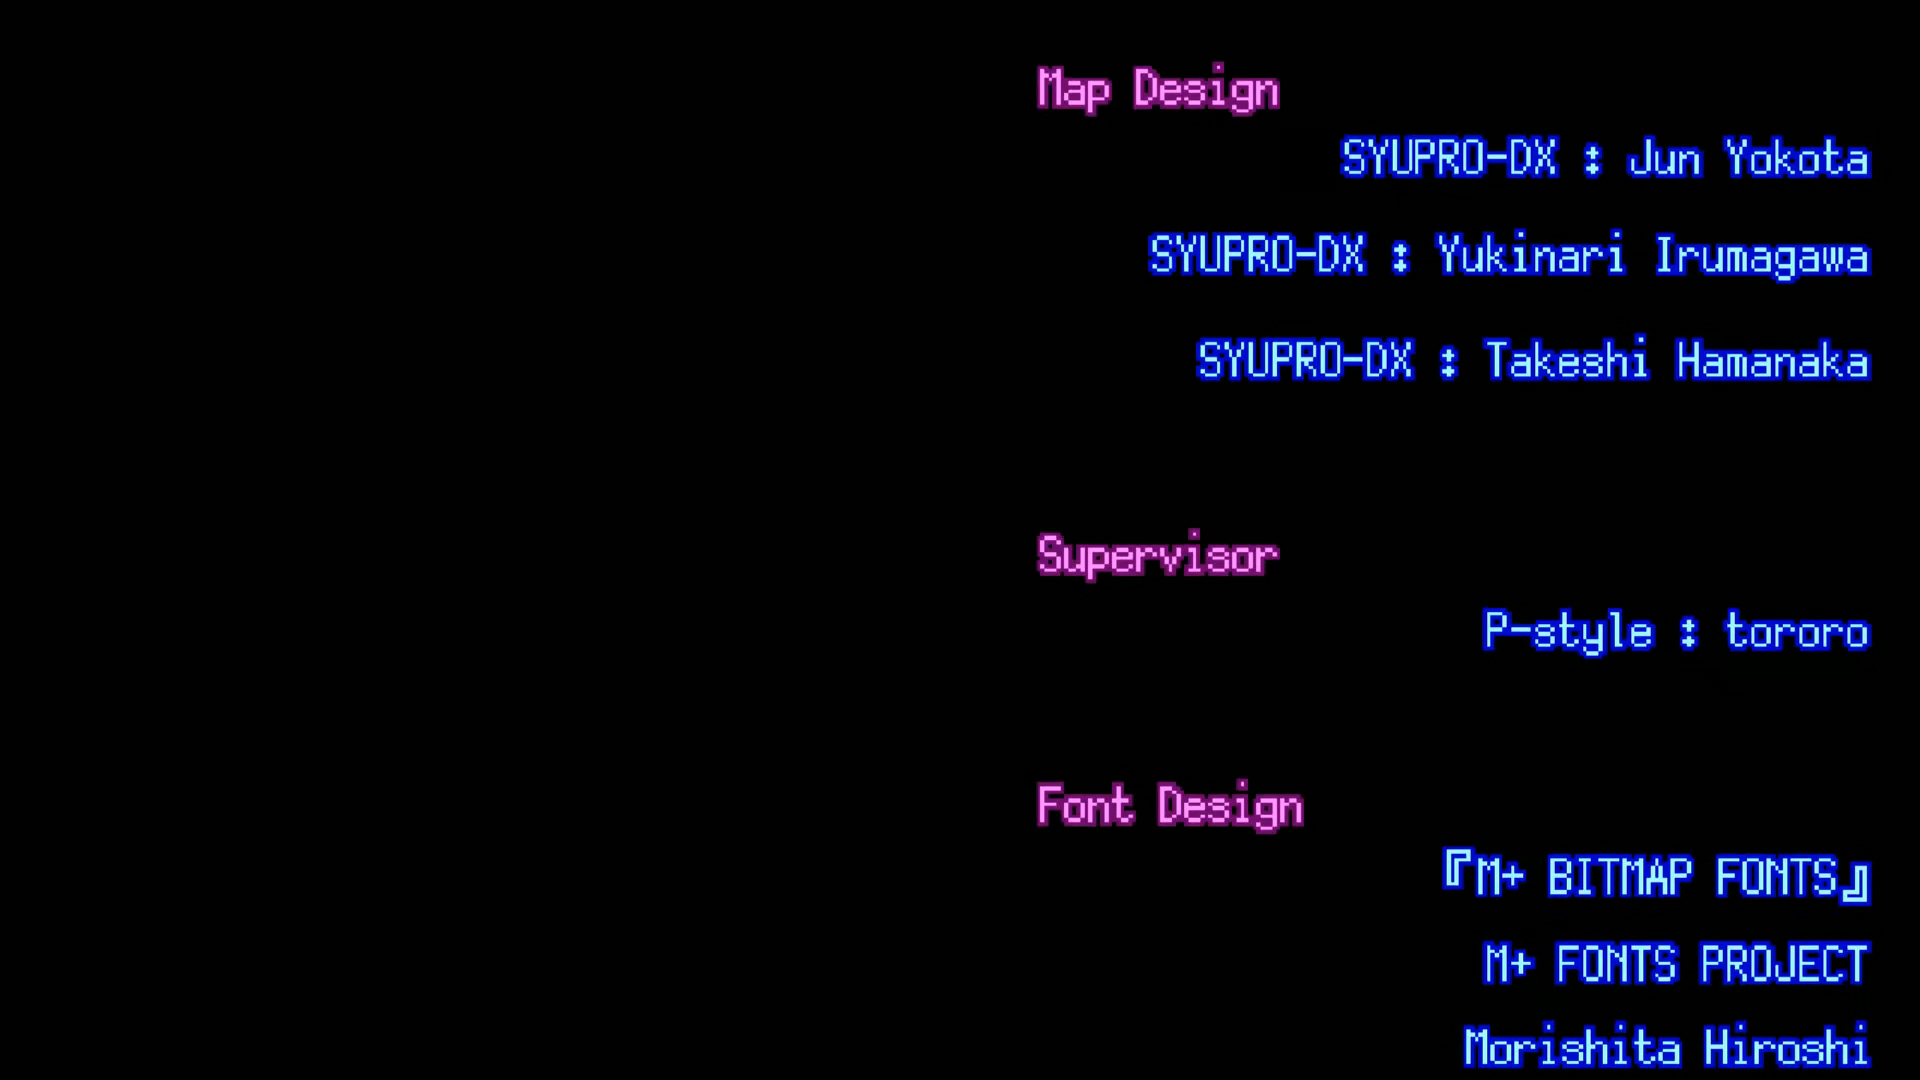 Map Design
SYUPRO-DX : Jun Yokota
SYUPRO-DX : Yukinari Irumagawa
SYUPRO-DX : Takeshi Hamanaka
Supervisor
P-style : tororo
Font Design
『M+ BITMAP FONTS』
M+ FONTS PROJECT
Morishita Hiroshi